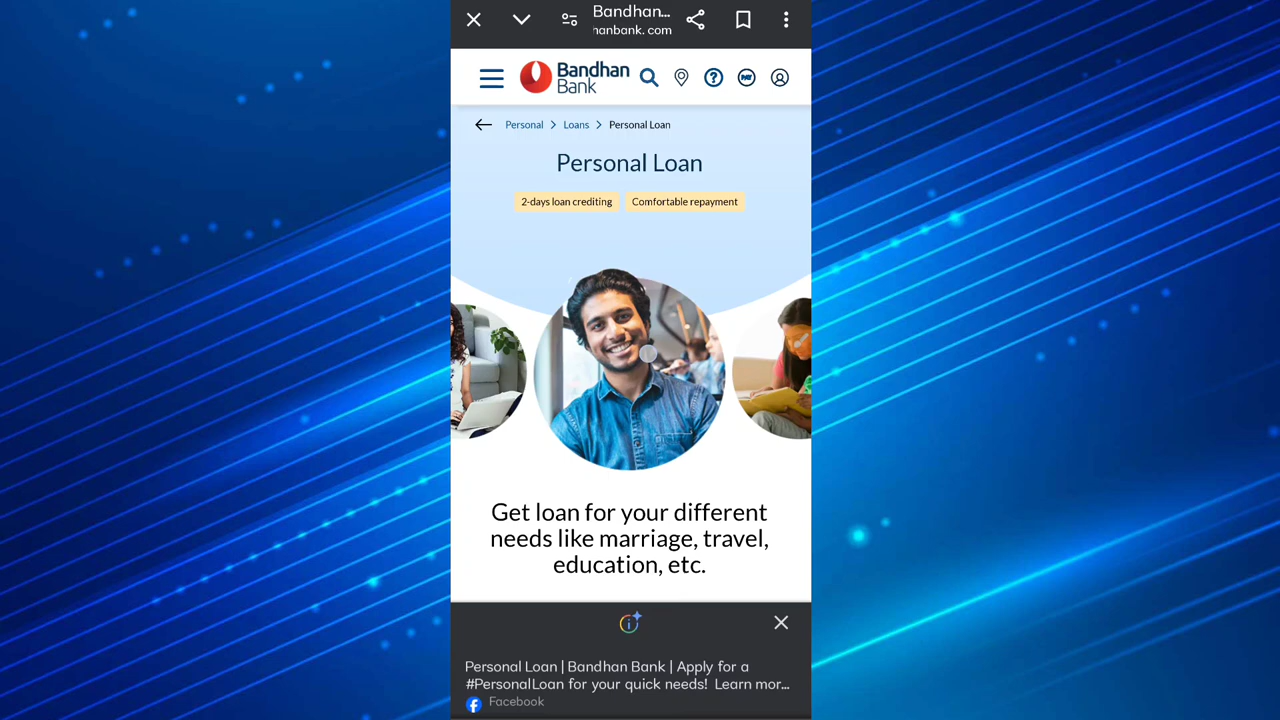 Bandhan...
hanbank. com
Bandhan
Bank
PAY
Personal > Loans > Personal Loan
Personal Loan
2-days loan crediting Comfortable repayment
Get loan for your different
needs like marriage, travel,
education, etc.
Personal Loan | Bandhan Bank | Apply for a
#PersonalLoan for your quick needs! Learn mor...
Facebook